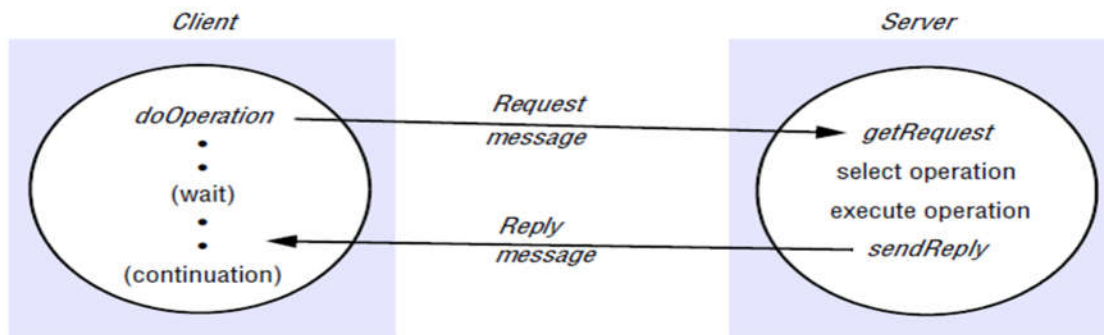 Client
Server
doOperation
(wait)
(continuation)
Request
message
Reply
message
getRequest
select operation
execute operation
sendReply